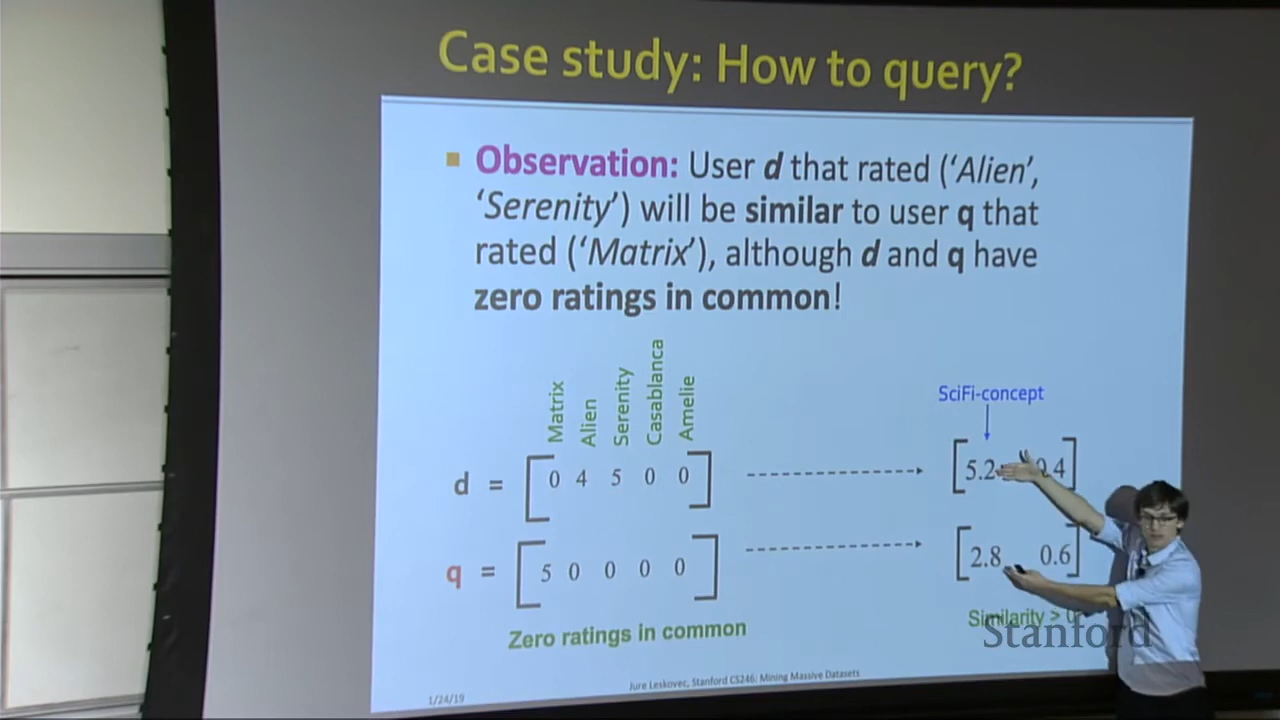 Case study: How to query?
Observation: User d that rated ('Alien',
'Serenity') will be similar to user q that
rated ('Matrix'), although d and q have
zero ratings in common!
Matrix
Alien
Serenity
Casablanca
Amelie
SciFi-concept
d = [ 0 4 5 0 0 ]
[ 5.2 0.4 ]
q = [ 5 0 0 0 0 ]
[ 2.8 0.6 ]
Zero ratings in common
Similarity >
Stanford
1/24/19
Jure Leskovec, Stanford CS246: Mining Massive Datasets